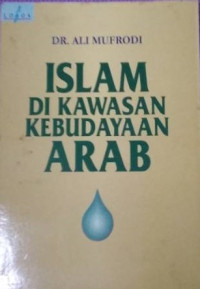 DR. ALI MUFRODI
ISLAM
DI KAWASAN
KEBUDAYAAN
ARAB